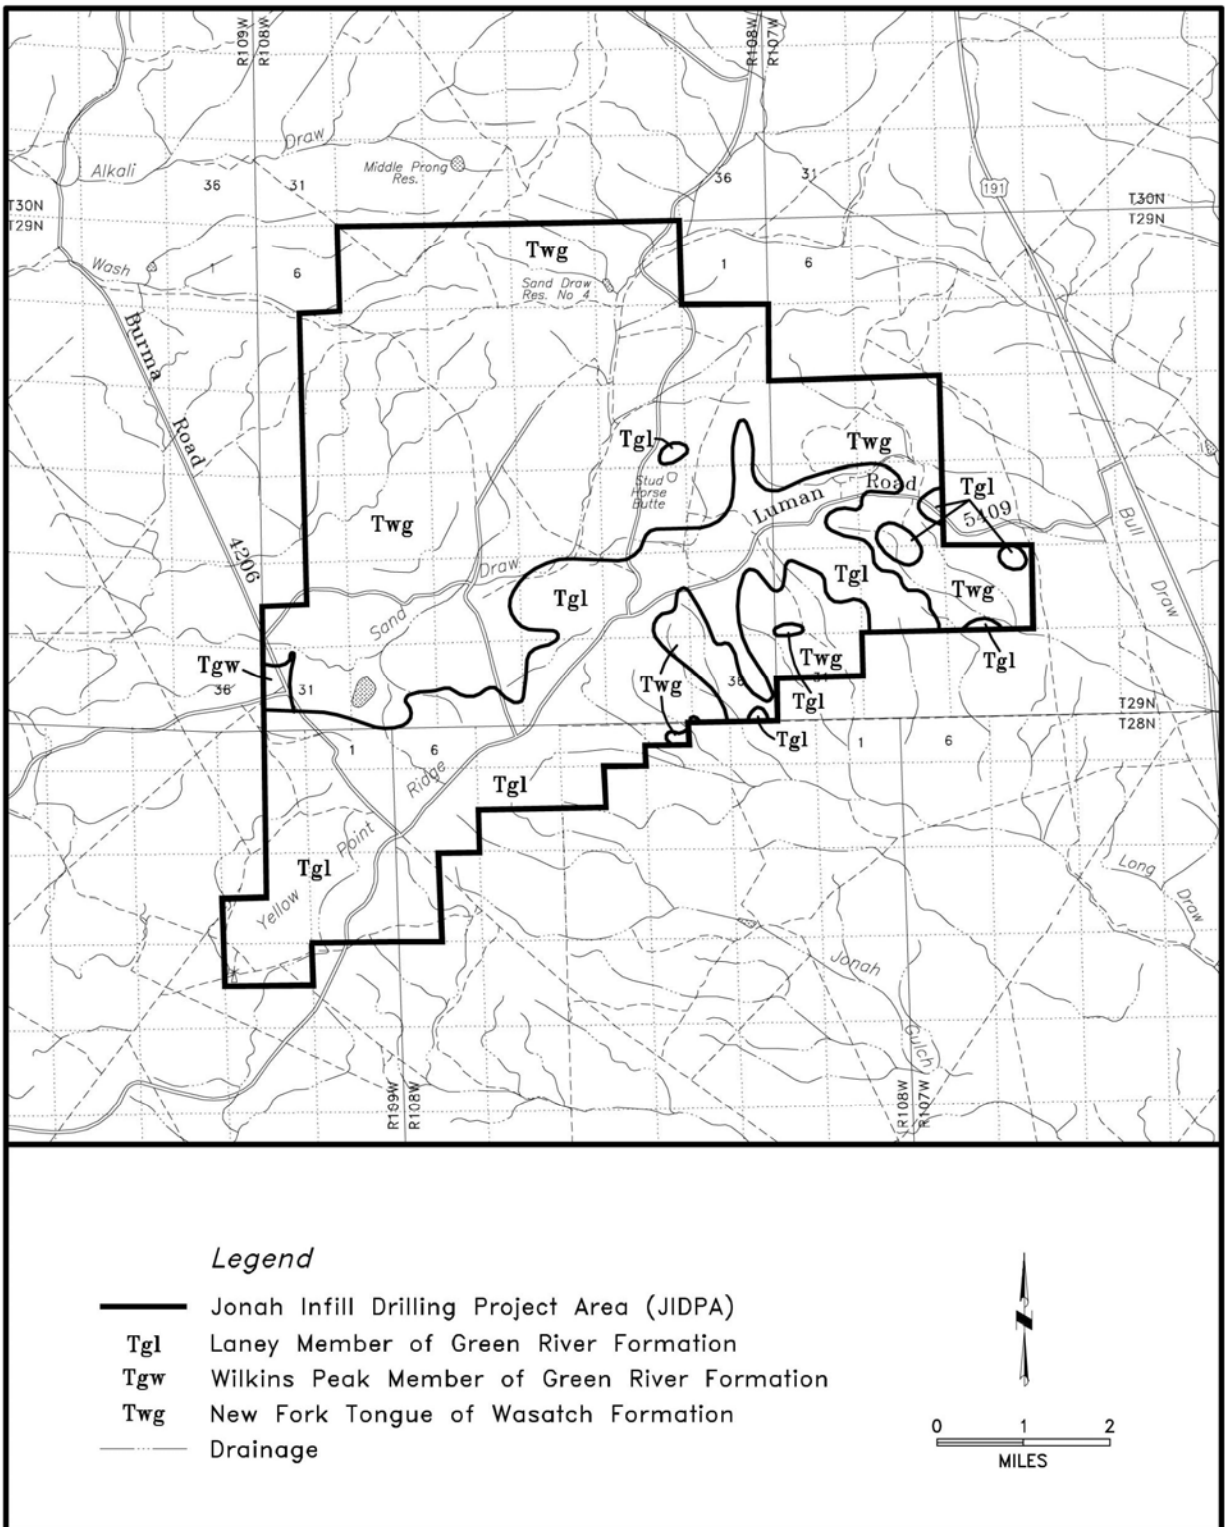 R109W
R108W
R108W
R107W
Draw
Alkali
Middle Prong
Res.
36
31
36
31
191
T30N
T29N
T30N
T29N
Twg
Wash
1
6
1
6
Sand Draw
Res. No 4
Burma
Road
4206
Tgl
Stud
Horse
Butte
Twg
Luman
Road
5409
Tgl
Bull
Draw
Twg
Draw
Sand
Tgl
Tgl
Twg
Tgw
36
31
Twg
36
Twg
31
Tgl
Tgl
Tgl
T29N
T28N
1
6
1
6
Ridge
Point
Yellow
Tgl
Tgl
Long
Draw
Jonah
Gulch
R109W
R108W
R108W
R107W
Legend
Jonah Infill Drilling Project Area (JIDPA)
Tgl Laney Member of Green River Formation
Tgw Wilkins Peak Member of Green River Formation
Twg New Fork Tongue of Wasatch Formation
Drainage
N
0 1 2
MILES